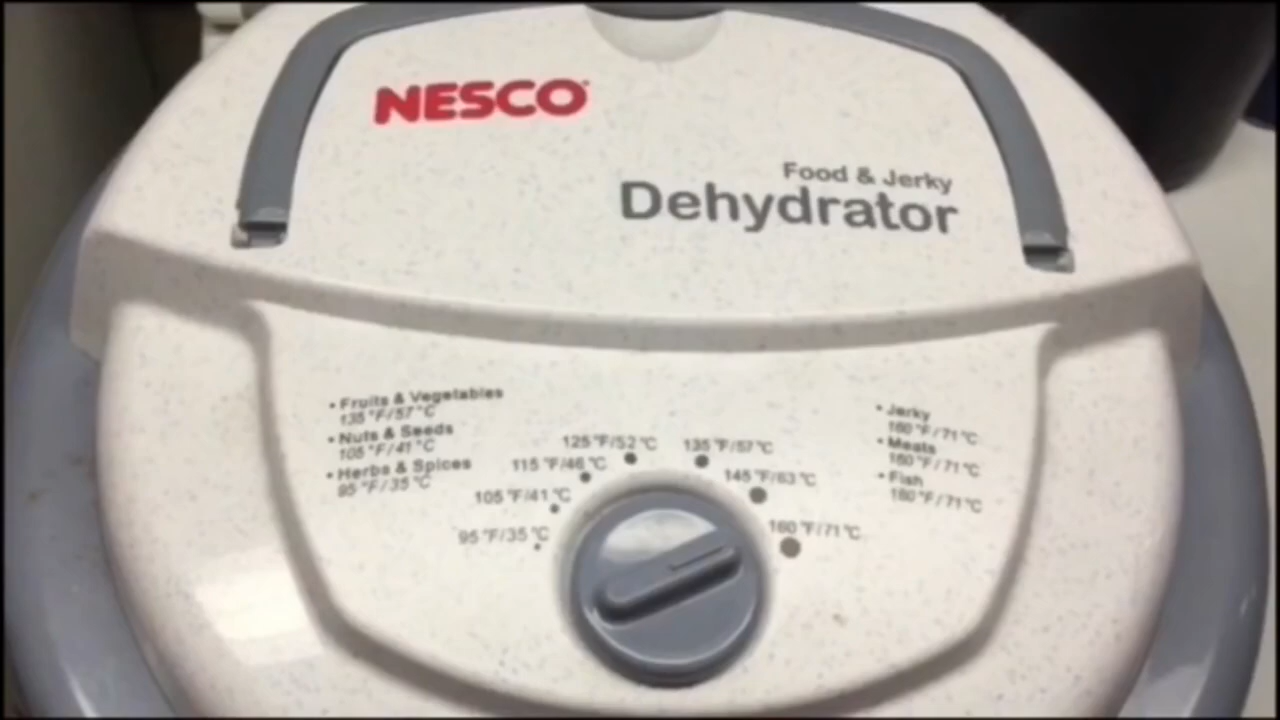 NESCO
Food & Jerky
Dehydrator
• Fruits & Vegetables
135 °F/57 °C
• Nuts & Seeds
105 °F/41 °C
• Herbs & Spices
95 °F/35 °C
125 °F/52 °C
135 °F/57 °C
115 °F/46 °C
145 °F/63 °C
105 °F/41 °C
95 °F/35 °C
160 °F/71 °C
• Jerky
160 °F/71 °C
• Meats
160 °F/71 °C
• Fish
160 °F/71 °C